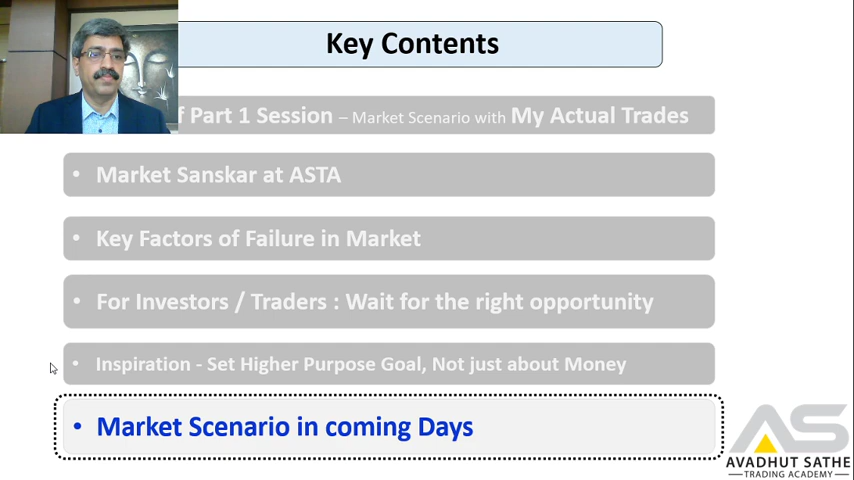 Key Contents
Part 1 Session – Market Scenario with My Actual Trades
• Market Sanskar at ASTA
• Key Factors of Failure in Market
• For Investors / Traders : Wait for the right opportunity
• Inspiration - Set Higher Purpose Goal, Not just about Money
• Market Scenario in coming Days
AS
AVADHUT SATHE
TRADING ACADEMY